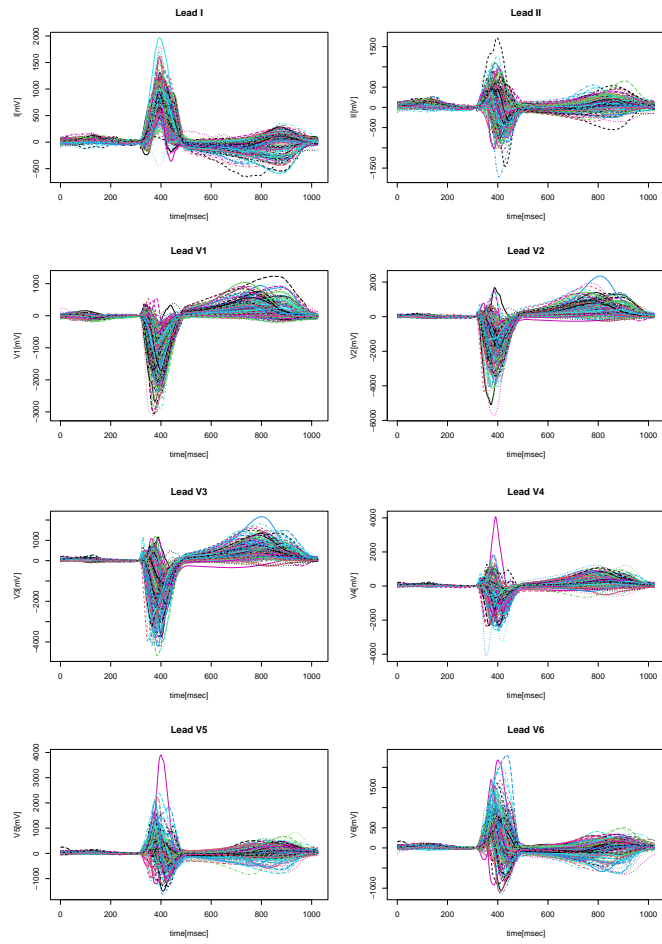 Lead I
I[mV]
2000
1500
1000
500
0
−500
0 200 400 600 800 1000
time[msec]
Lead II
II[mV]
1500
500
0
−500
−1500
0 200 400 600 800 1000
time[msec]
Lead V1
V1[mV]
1000
0
−1000
−2000
−3000
0 200 400 600 800 1000
time[msec]
Lead V2
V2[mV]
2000
0
−2000
−4000
−6000
0 200 400 600 800 1000
time[msec]
Lead V3
V3[mV]
1000
0
−2000
−4000
0 200 400 600 800 1000
time[msec]
Lead V4
V4[mV]
4000
2000
0
−2000
−4000
0 200 400 600 800 1000
time[msec]
Lead V5
V5[mV]
4000
3000
2000
1000
0
−1000
0 200 400 600 800 1000
time[msec]
Lead V6
V6[mV]
1500
500
0
−500
−1000
0 200 400 600 800 1000
time[msec]